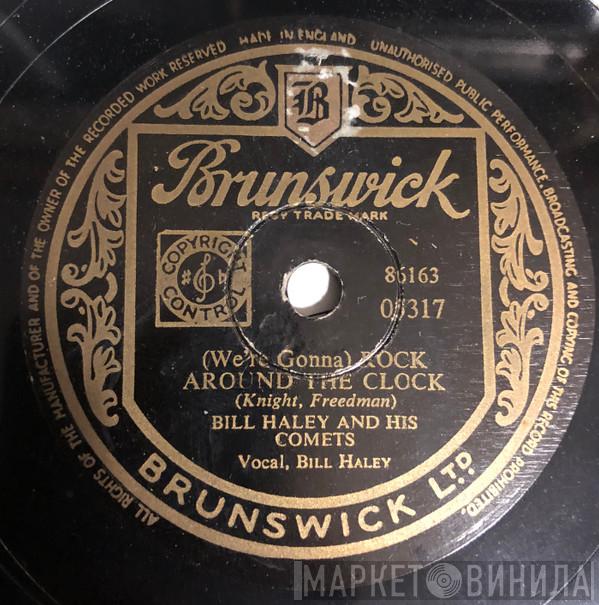 ALL RIGHTS OF THE MANUFACTURER AND OF THE OWNER OF THE RECORDED WORK RESERVED MADE IN ENGLAND UNAUTHORISED PUBLIC PERFORMANCE. BROADCASTING AND COPYING OF THIS RECORD PROHIBITED.
B
Brunswick
REGD TRADE MARK
COPYRIGHT
CONTROL
86163
05317
(We're Gonna) ROCK
AROUND THE CLOCK
(Knight, Freedman)
BILL HALEY AND HIS
COMETS
Vocal, BILL HALEY
BRUNSWICK LTD
МАРКЕТ ВИНИЛА